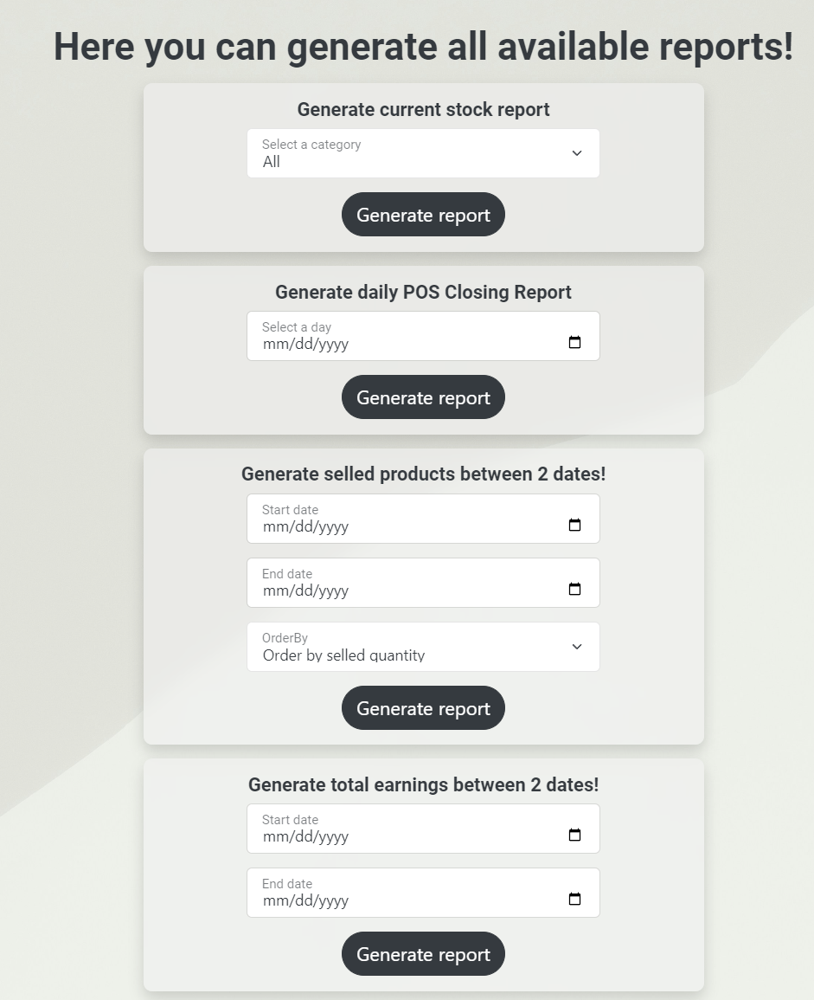 Here you can generate all available reports!
Generate current stock report
Select a category
All
Generate report
Generate daily POS Closing Report
Select a day
mm/dd/yyyy
Generate report
Generate selled products between 2 dates!
Start date
mm/dd/yyyy
End date
mm/dd/yyyy
OrderBy
Order by selled quantity
Generate report
Generate total earnings between 2 dates!
Start date
mm/dd/yyyy
End date
mm/dd/yyyy
Generate report